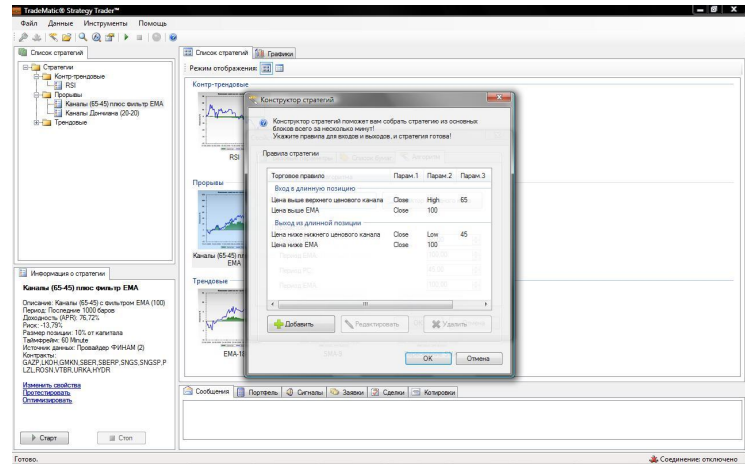 TradeMatic® Strategy Trader™
Файл Данные Инструменты Помощь
Список стратегий
Стратегии
Контр-трендовые
RSI
Прорывы
Каналы (65-45) плюс фильтр EMA
Каналы Дончиана (20-20)
Трендовые
Список стратегий Графики
Режим отображения:
Контр-трендовые
RSI
Прорывы
Каналы (65-45) пл
EMA
Трендовые
EMA-18
Конструктор стратегий
Конструктор стратегий поможет вам собрать стратегию из основных
блоков всего за несколько минут!
Укажите правила для входов и выходов, и стратегия готова!
Правила стратегии
Торговое правило Парам.1 Парам.2 Парам.3
Вход в длинную позицию
Цена выше верхнего ценового канала Close High 65
Цена выше EMA Close 100
Выход из длинной позиции
Цена ниже нижнего ценового канала Close Low 45
Цена ниже EMA Close 100
Добавить Редактировать Удалить
OK Отмена
Информация о стратегии
Каналы (65-45) плюс фильтр EMA
Описание: Каналы (65-45) с фильтром EMA (100)
Период: Последние 1000 баров
Доходность (APR): 76,72%
Риск: -13,79%
Размер позиции: 10% от капитала
Таймфрейм: 60 Minute
Источник данных: Провайдер ФИНАМ (2)
Контракты:
GAZP,LKOH,GMKN,SBER,SBERP,SNGS,SNGSP,P
LZL,ROSN,VTBR,URKA,HYDR
Изменить свойства
Протестировать
Оптимизировать
Старт Стоп
Сообщения Портфель Сигналы Заявки Сделки Котировки
Готово. Соединение: отключено